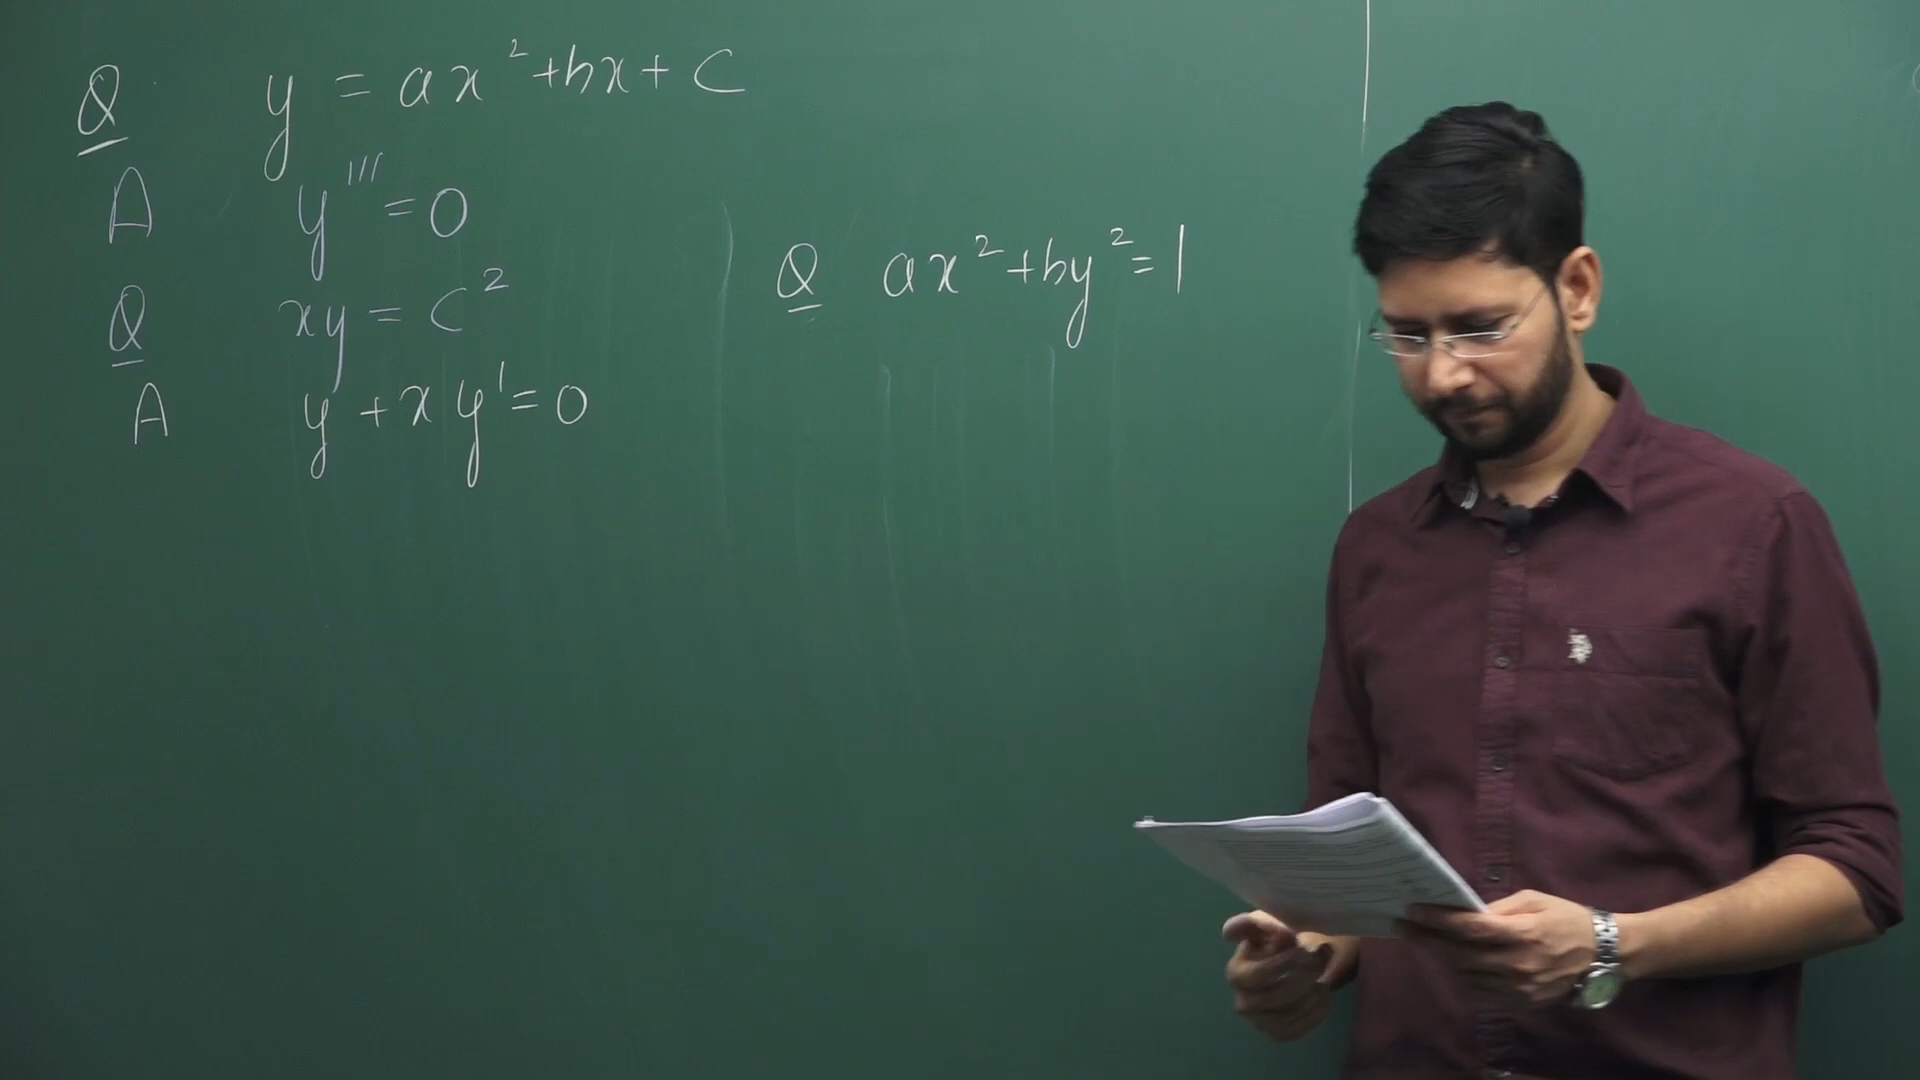 Q y = ax²+bx+c
A y''' = 0
Q xy = c²
A y + xy' = 0
Q ax²+by²=1